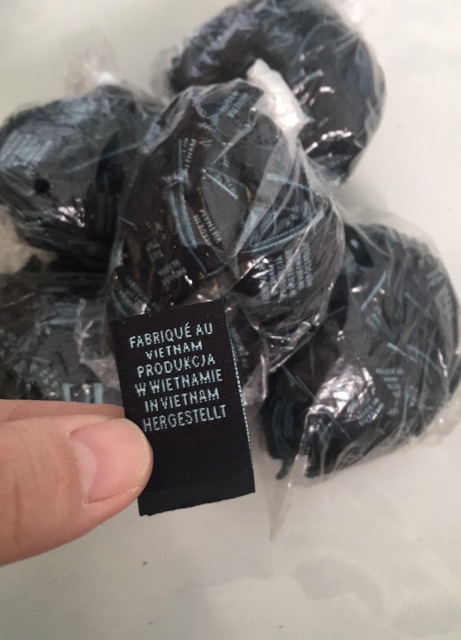 FABRIQUÉ AU
VIETNAM
PRODUKCJA
W WIETNAMIE
IN VIETNAM
HERGESTELLT